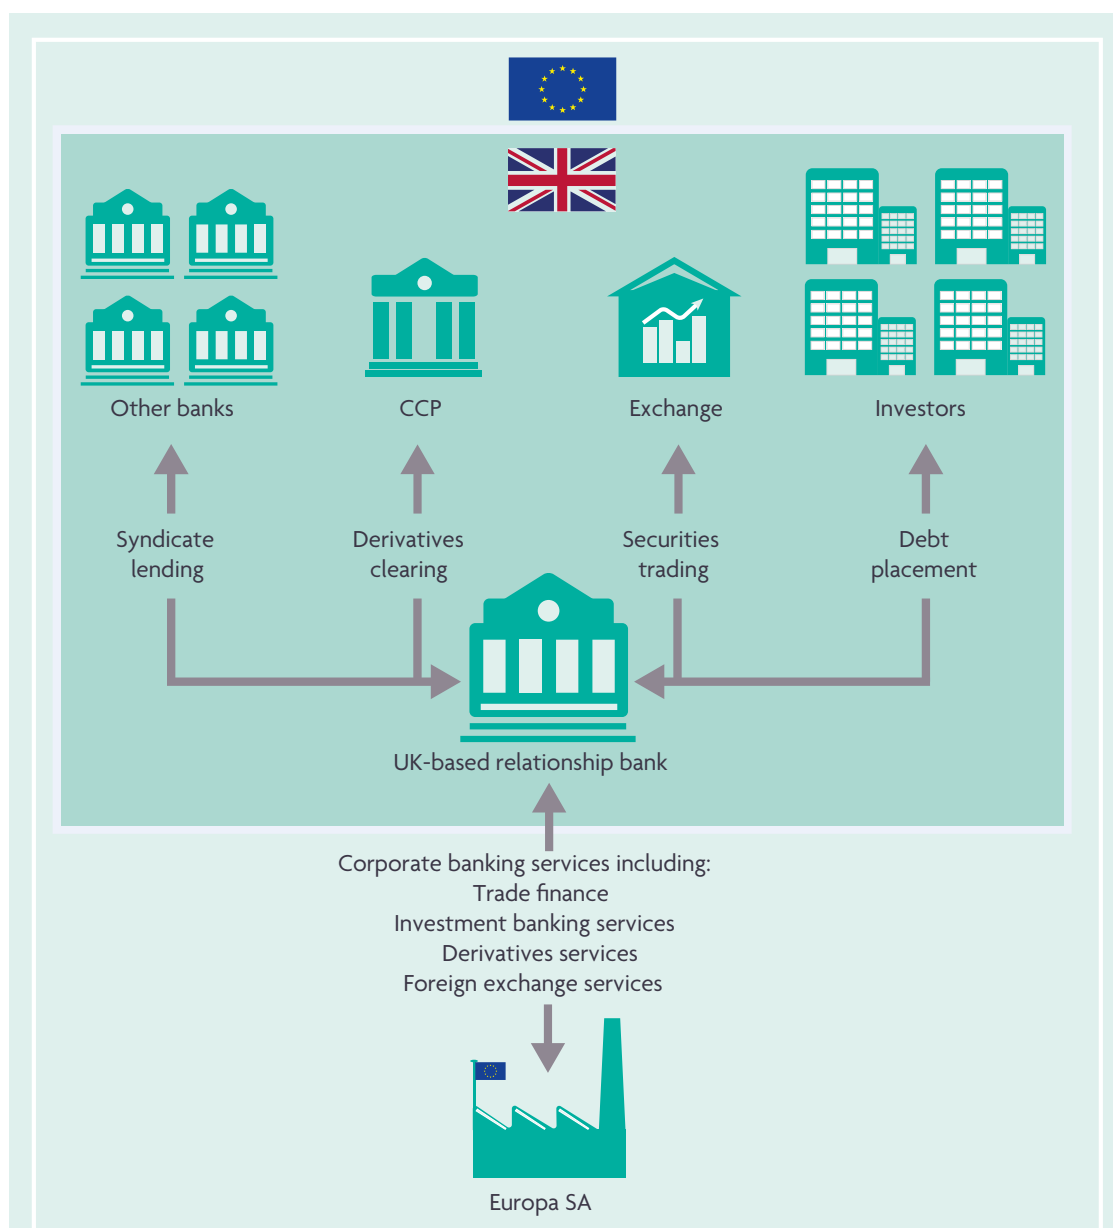 Other banks
CCP
Exchange
Investors
Syndicate
lending
Derivatives
clearing
Securities
trading
Debt
placement
UK-based relationship bank
Corporate banking services including:
Trade finance
Investment banking services
Derivatives services
Foreign exchange services
Europa SA